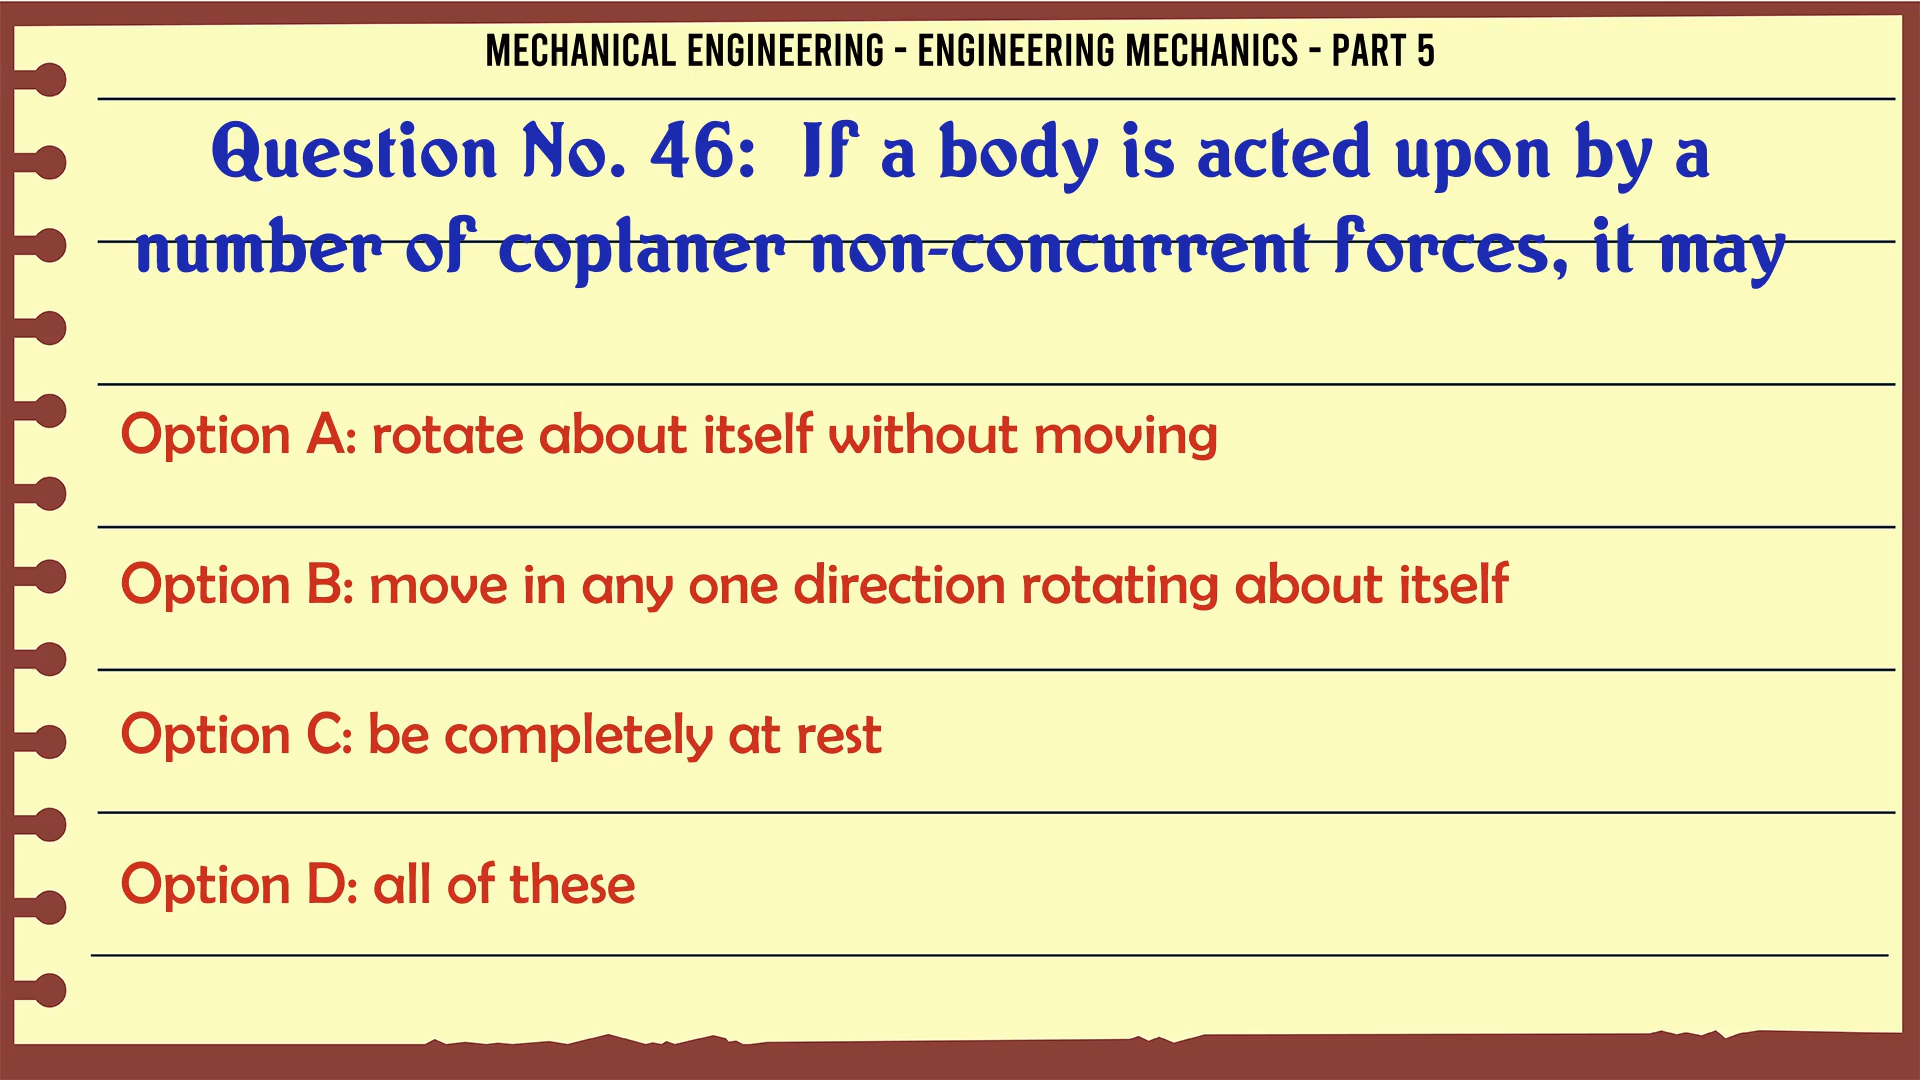 MECHANICAL ENGINEERING - ENGINEERING MECHANICS - PART 5
Question No. 46: If a body is acted upon by a
number of coplaner non-concurrent forces, it may
Option A: rotate about itself without moving
Option B: move in any one direction rotating about itself
Option C: be completely at rest
Option D: all of these